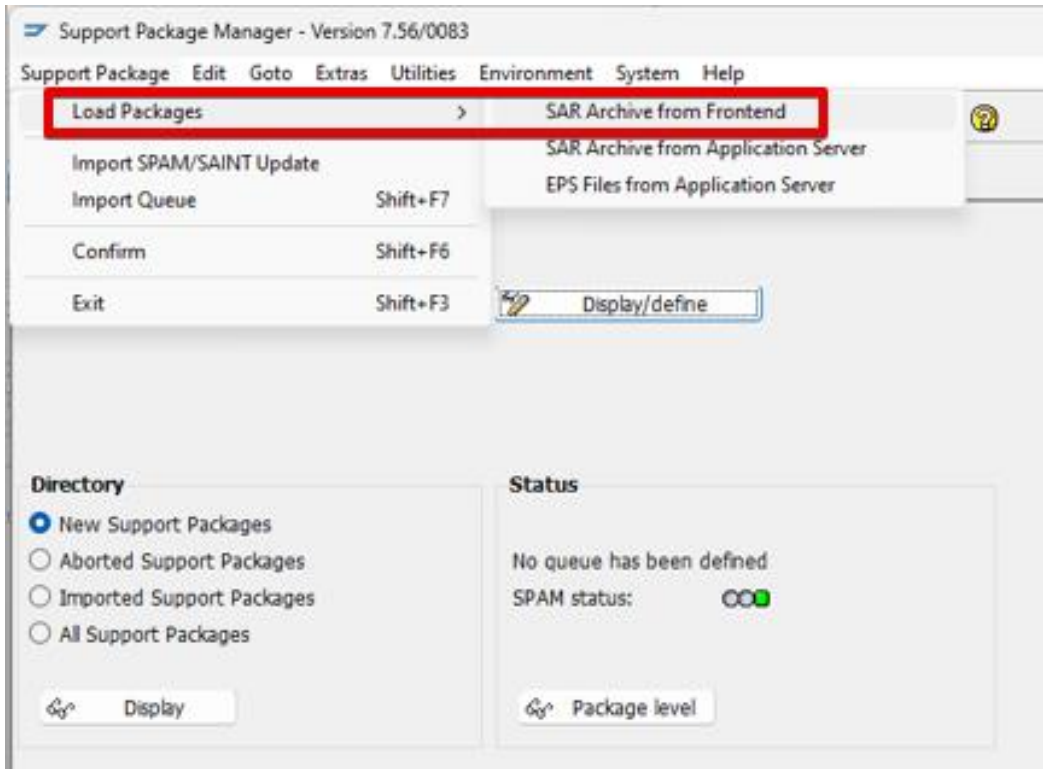 Support Package Manager - Version 7.56/0083
Support Package Edit Goto Extras Utilities Environment System Help
Load Packages > SAR Archive from Frontend
SAR Archive from Application Server
Import SPAM/SAINT Update
EPS Files from Application Server
Import Queue Shift+F7
Confirm Shift+F6
Exit Shift+F3
Display/define
Directory
New Support Packages
Aborted Support Packages
Imported Support Packages
All Support Packages
Display
Status
No queue has been defined
SPAM status:
Package level